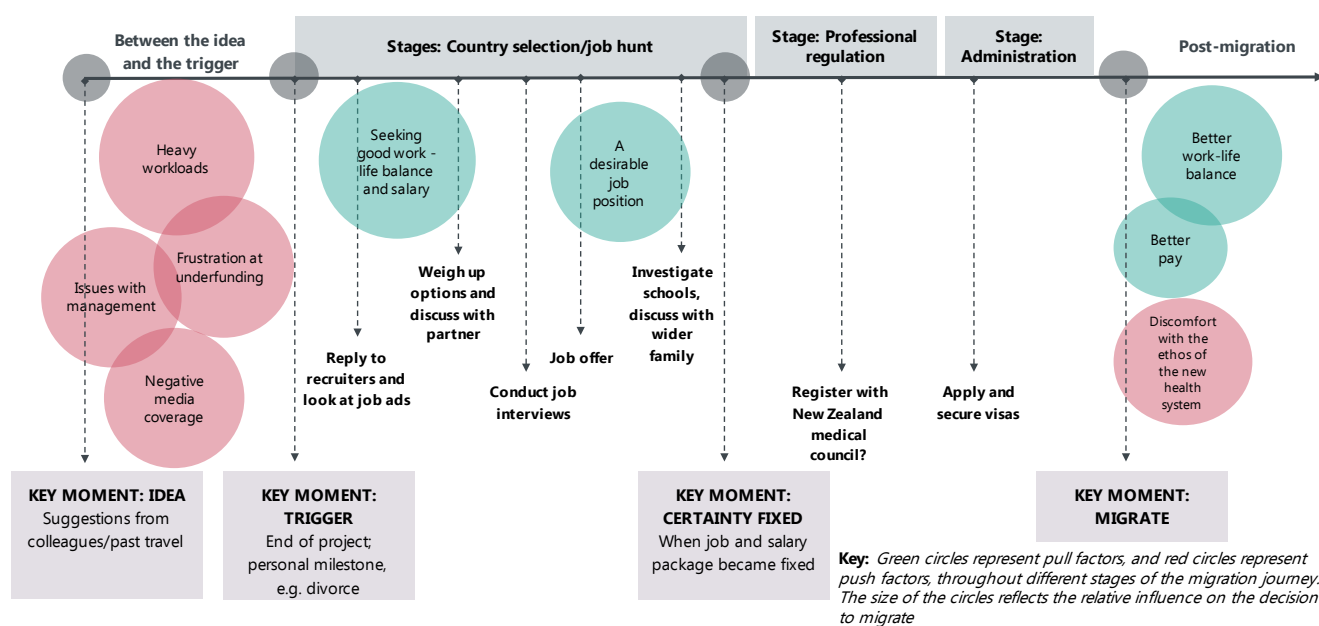 Between the idea
and the trigger
Stages: Country selection/job hunt
Stage: Professional
regulation
Stage:
Administration
Post-migration
Heavy
workloads
Frustration at
underfunding
Issues with
management
Negative
media
coverage
Seeking
good work -
life balance
and salary
A
desirable
job
position
Better
work-life
balance
Better
pay
Discomfort
with the
ethos of
the new
health
system
Reply to
recruiters and
look at job ads
Weigh up
options and
discuss with
partner
Conduct job
interviews
Job offer
Investigate
schools,
discuss with
wider
family
Register with
New Zealand
medical
council?
Apply and
secure visas
KEY MOMENT: IDEA
Suggestions from
colleagues/past travel
KEY MOMENT:
TRIGGER
End of project;
personal milestone,
e.g. divorce
KEY MOMENT:
CERTAINTY FIXED
When job and salary
package became fixed
KEY MOMENT:
MIGRATE
Key: Green circles represent pull factors, and red circles represent
push factors, throughout different stages of the migration journey.
The size of the circles reflects the relative influence on the decision
to migrate